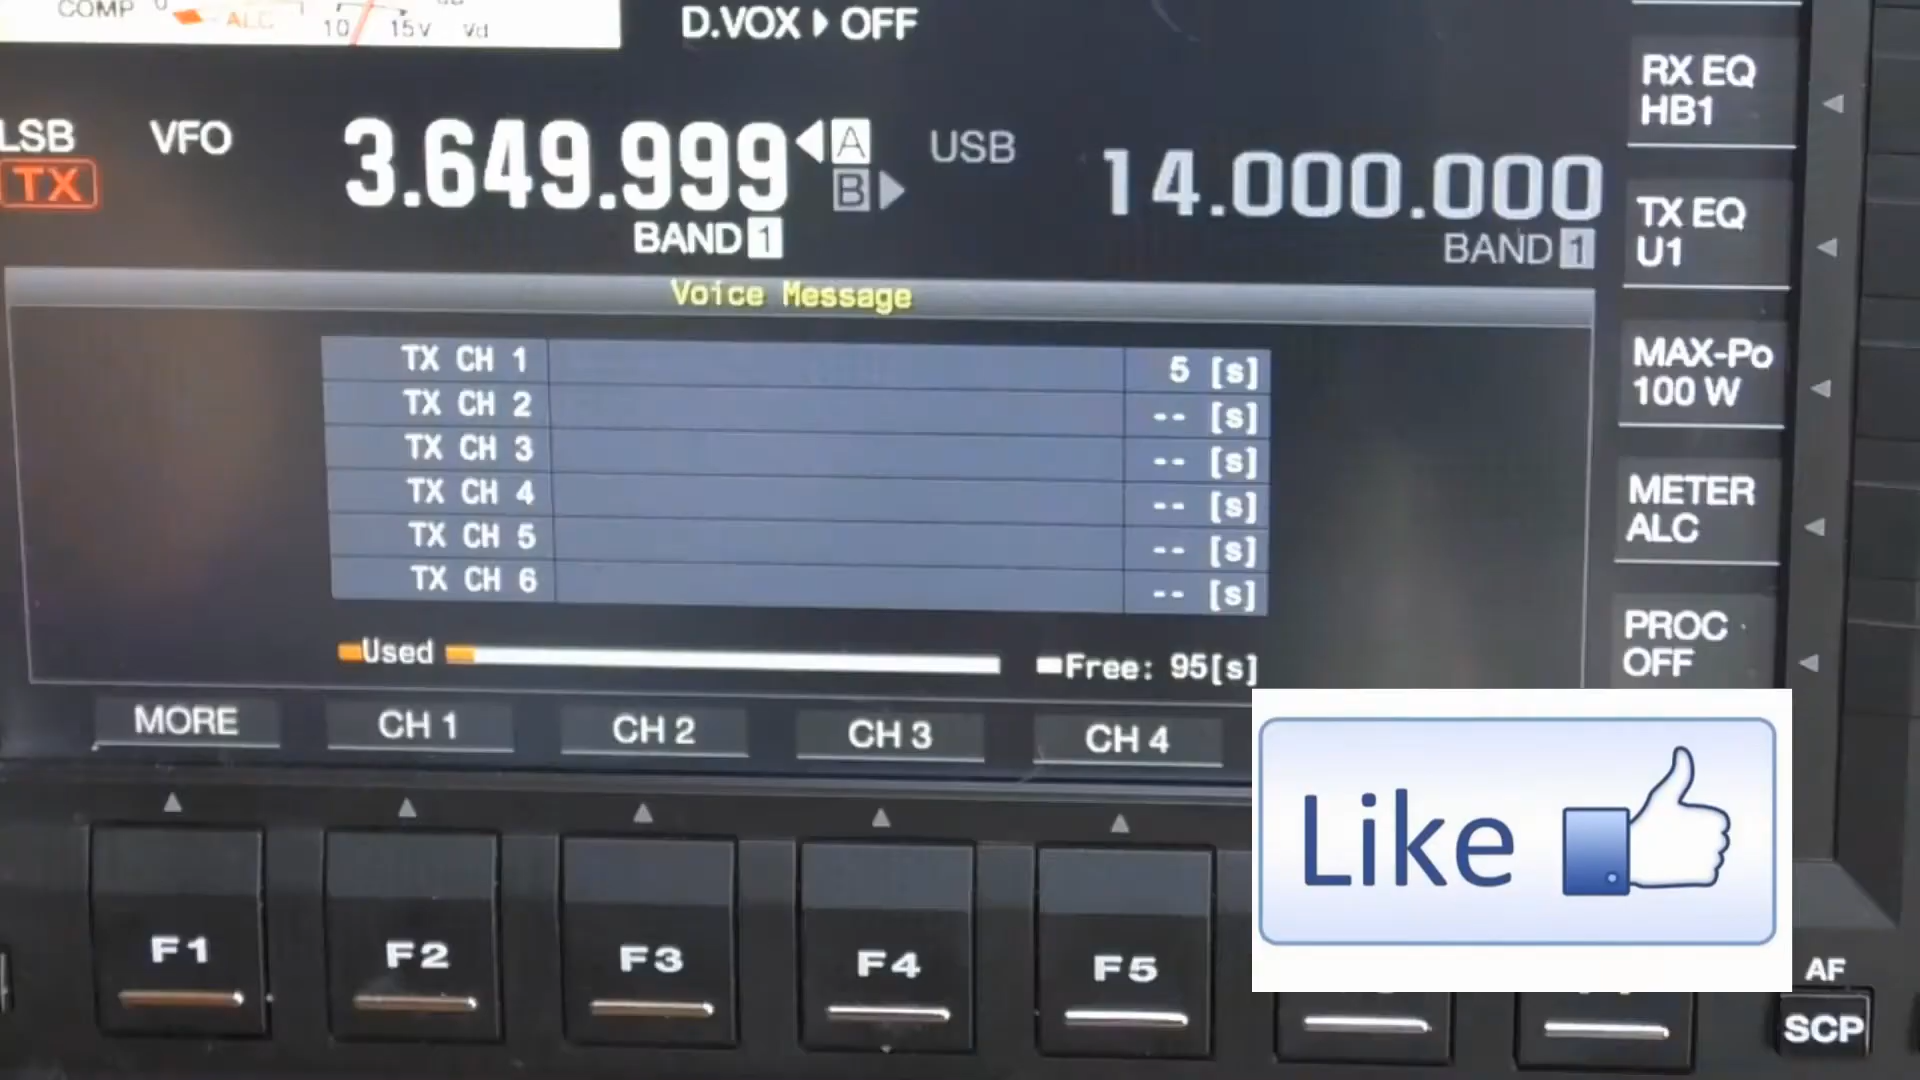 COMP 0 dB
ALC 10 15V Vd
D.VOX OFF
LSB VFO 3.649.999 A USB 14.000.000
TX B
BAND 1 BAND 1
RX EQ
HB1
TX EQ
U1
MAX-Po
100 W
METER
ALC
PROC
OFF
Voice Message
TX CH 1 5 [s]
TX CH 2 -- [s]
TX CH 3 -- [s]
TX CH 4 -- [s]
TX CH 5 -- [s]
TX CH 6 -- [s]
Used Free: 95[s]
MORE CH 1 CH 2 CH 3 CH 4
Like
F1 F2 F3 F4 F5
AF
SCP